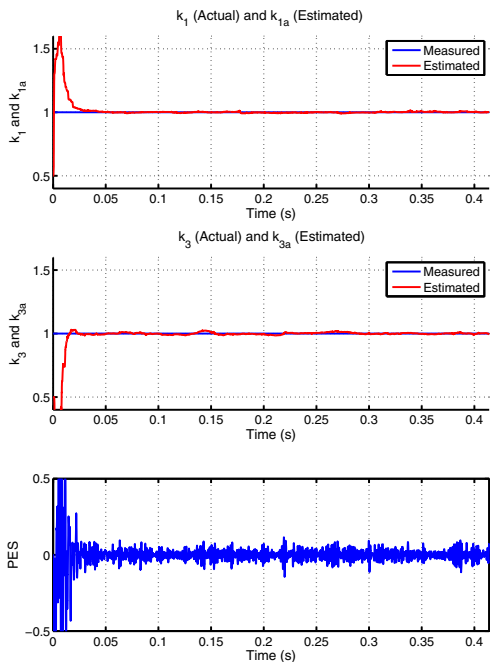 k1 (Actual) and k1a (Estimated)
1.5
1
0.5
k1 and k1a
Measured
Estimated
0 0.05 0.1 0.15 0.2 0.25 0.3 0.35 0.4
Time (s)
k3 (Actual) and k3a (Estimated)
1.5
1
0.5
k3 and k3a
Measured
Estimated
0 0.05 0.1 0.15 0.2 0.25 0.3 0.35 0.4
Time (s)
0.5
0
-0.5
PES
0 0.05 0.1 0.15 0.2 0.25 0.3 0.35 0.4
Time (s)